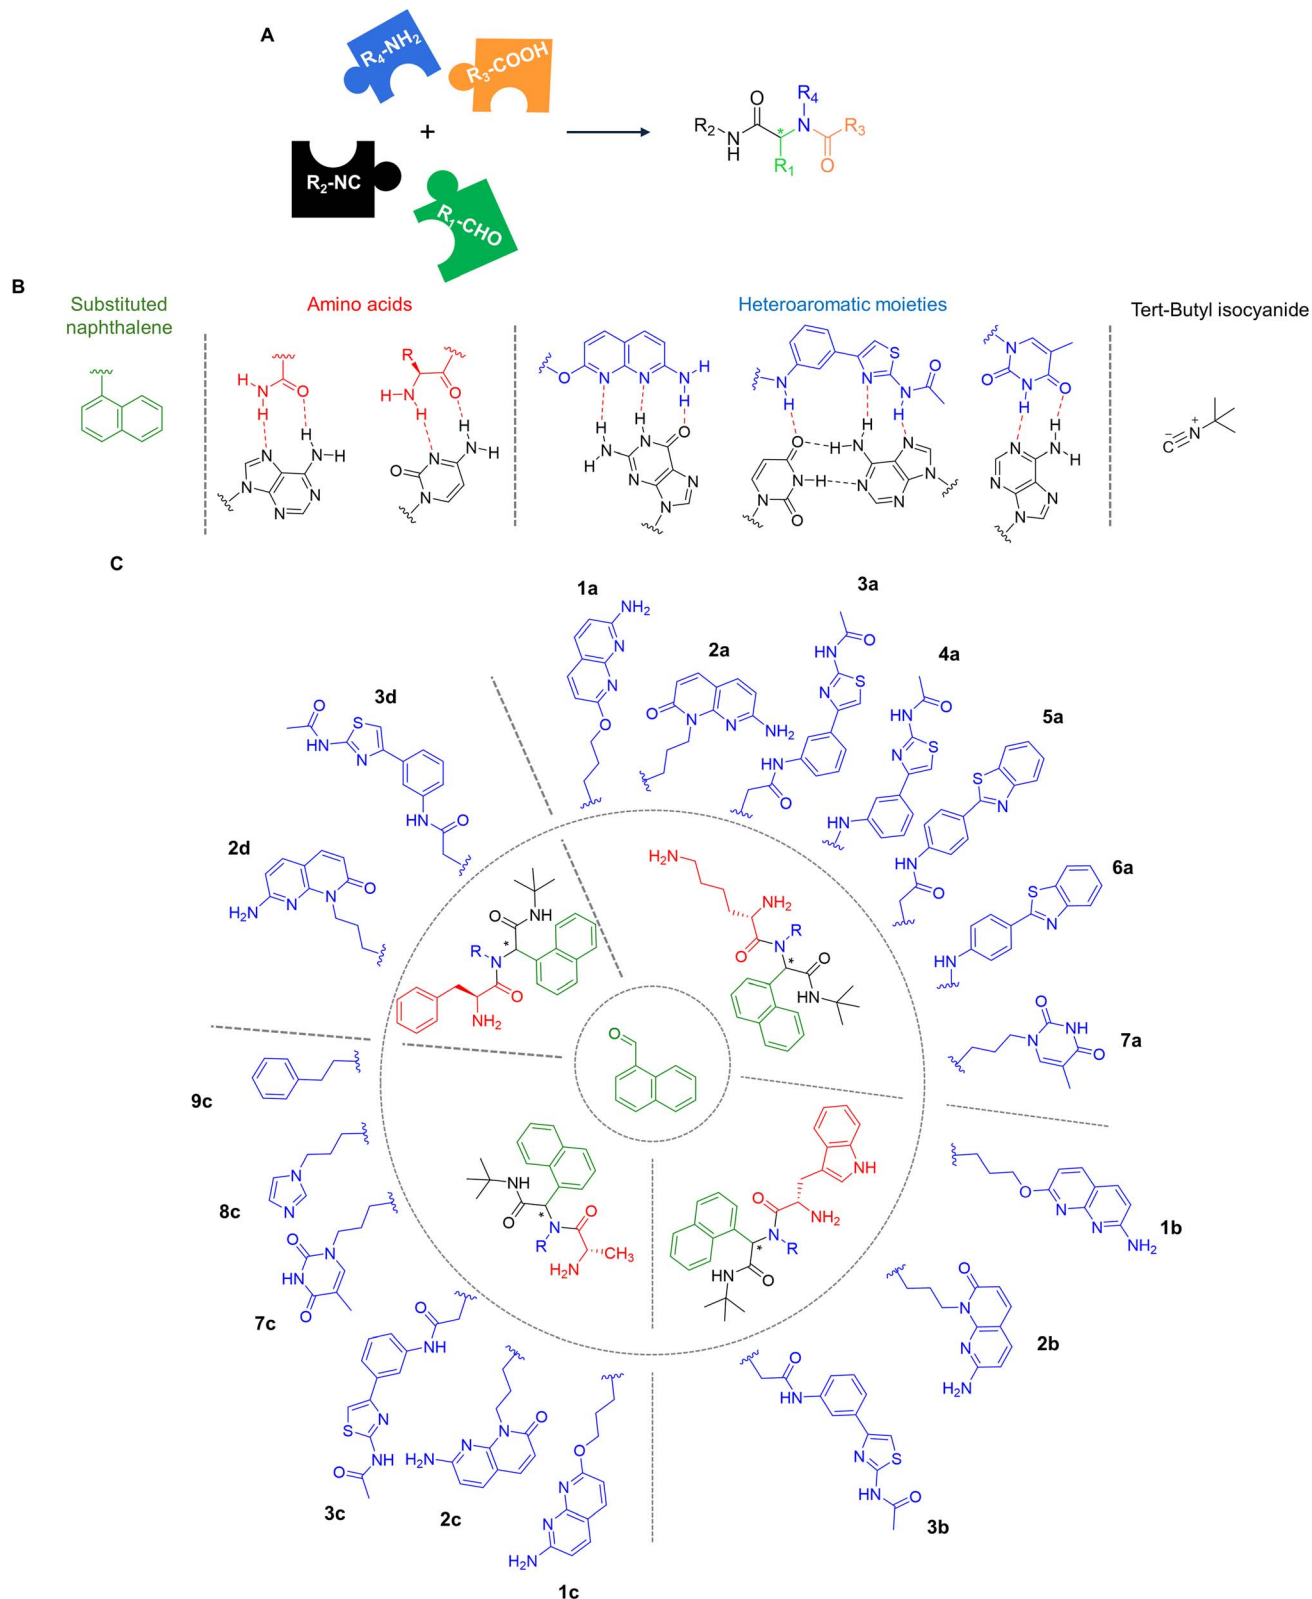 A
R4-NH2
R3-COOH
+
R2-NC
R1-CHO
R2
N
H
O
*
R1
R4
N
O
R3
B
Substituted
naphthalene
Amino acids
Heteroaromatic moieties
Tert-Butyl isocyanide
C
1a
2a
3a
4a
5a
6a
7a
1b
2b
3b
1c
2c
3c
7c
8c
9c
2d
3d